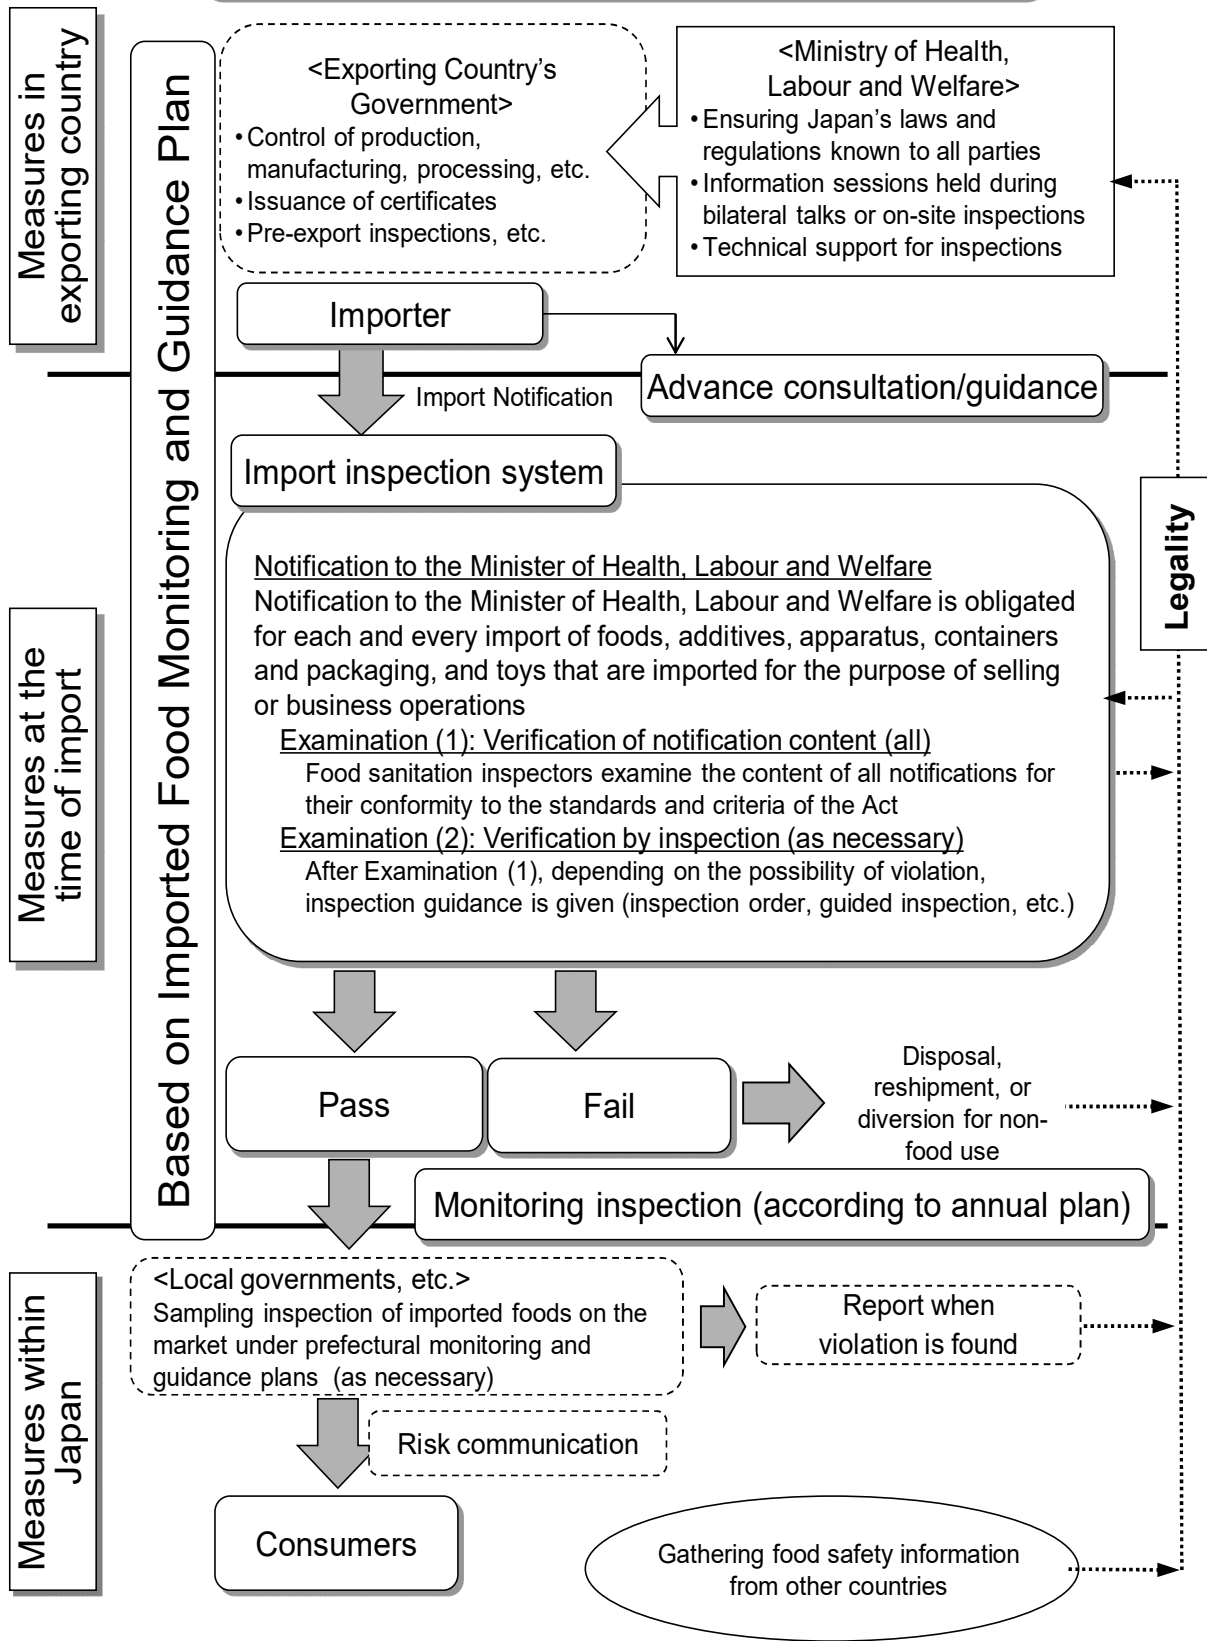 Measures in
exporting country
Based on Imported Food Monitoring and Guidance Plan
<Exporting Country's
Government>
•Control of production,
manufacturing, processing, etc.
•Issuance of certificates
•Pre-export inspections, etc.
<Ministry of Health,
Labour and Welfare>
•Ensuring Japan's laws and
regulations known to all parties
•Information sessions held during
bilateral talks or on-site inspections
•Technical support for inspections
Importer
Advance consultation/guidance
Import Notification
Import inspection system
Legality
Measures at the
time of import
Notification to the Minister of Health, Labour and Welfare
Notification to the Minister of Health, Labour and Welfare is obligated
for each and every import of foods, additives, apparatus, containers
and packaging, and toys that are imported for the purpose of selling
or business operations
Examination (1): Verification of notification content (all)
Food sanitation inspectors examine the content of all notifications for
their conformity to the standards and criteria of the Act
Examination (2): Verification by inspection (as necessary)
After Examination (1), depending on the possibility of violation,
inspection guidance is given (inspection order, guided inspection, etc.)
Pass
Fail
Disposal,
reshipment, or
diversion for non-
food use
Monitoring inspection (according to annual plan)
Measures within
Japan
<Local governments, etc.>
Sampling inspection of imported foods on the
market under prefectural monitoring and
guidance plans (as necessary)
Report when
violation is found
Risk communication
Consumers
Gathering food safety information
from other countries